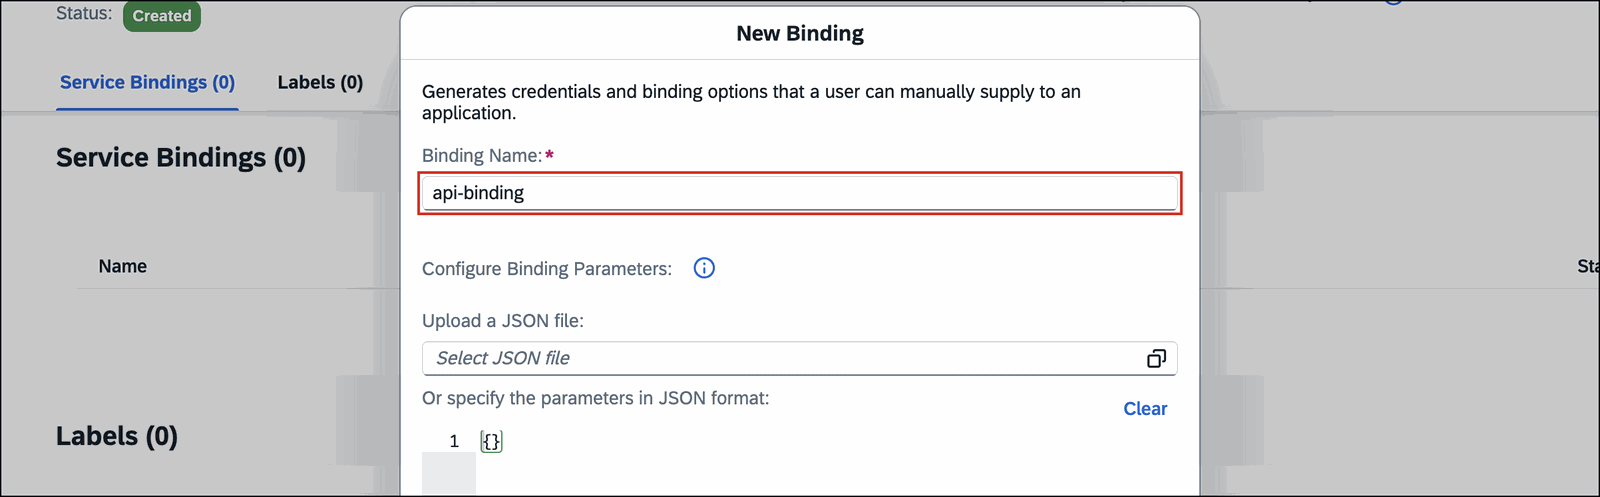 Status: Created
New Binding
Service Bindings (0) Labels (0)
Generates credentials and binding options that a user can manually supply to an
application.
Service Bindings (0)
Binding Name:*
api-binding
Name
Configure Binding Parameters:
Upload a JSON file:
Select JSON file
Or specify the parameters in JSON format:
Clear
Labels (0)
1 {}